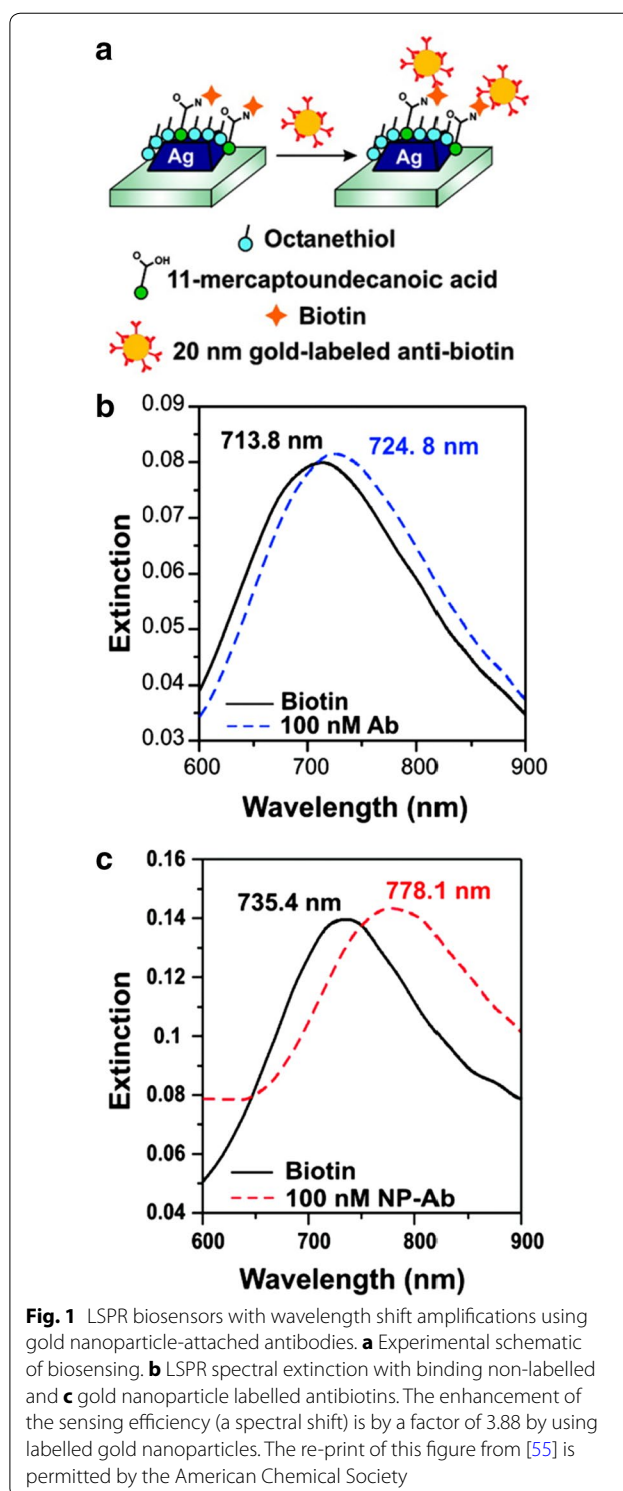 a
O
N
O
N
O
N
O
N
Ag
Ag
Octanethiol
O
OH
11-mercaptoundecanoic acid
Biotin
20 nm gold-labeled anti-biotin
b
0.09
0.08
0.07
0.06
0.05
0.04
0.03
Extinction
713.8 nm
724. 8 nm
Biotin
100 nM Ab
600
700
800
900
Wavelength (nm)
c
0.16
0.14
0.12
0.1
0.08
0.06
0.04
Extinction
735.4 nm
778.1 nm
Biotin
100 nM NP-Ab
600
700
800
900
Wavelength (nm)
Fig. 1 LSPR biosensors with wavelength shift amplifications using
gold nanoparticle-attached antibodies. a Experimental schematic
of biosensing. b LSPR spectral extinction with binding non-labelled
and c gold nanoparticle labelled antibiotins. The enhancement of
the sensing efficiency (a spectral shift) is by a factor of 3.88 by using
labelled gold nanoparticles. The re-print of this figure from [55] is
permitted by the American Chemical Society